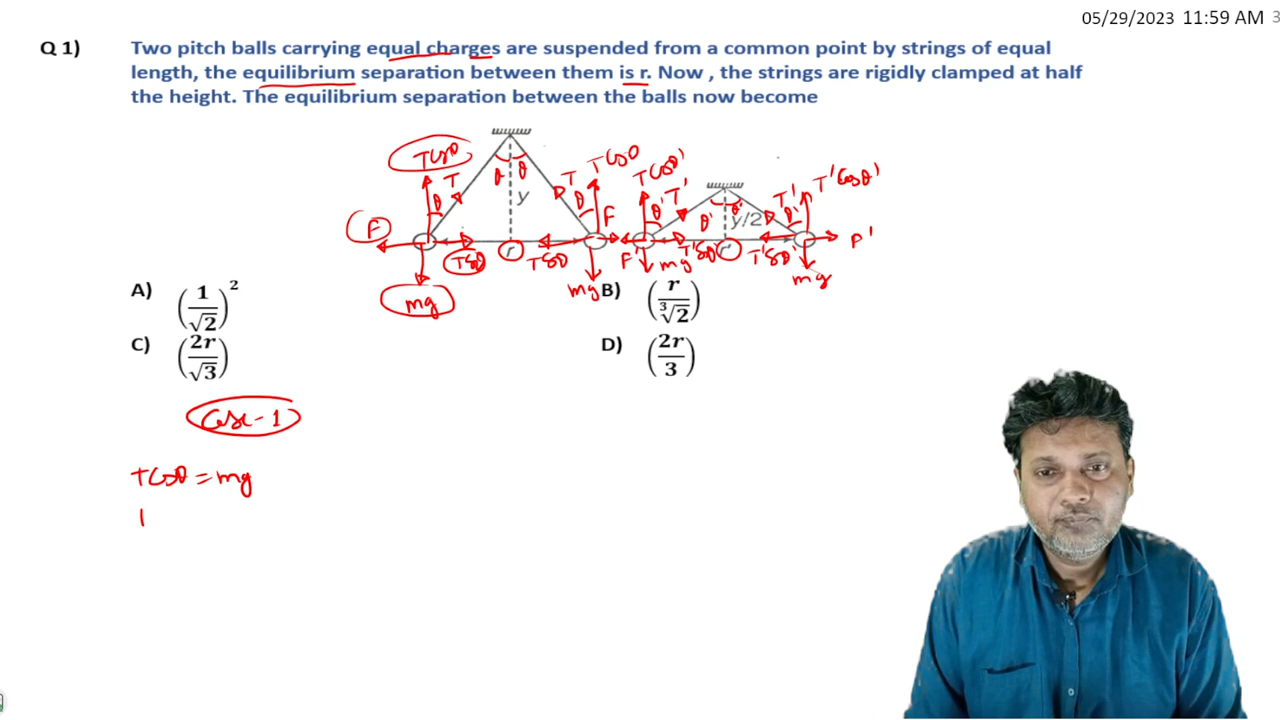 05/29/2023 11:59 AM 3
Q 1) Two pitch balls carrying equal charges are suspended from a common point by strings of equal
length, the equilibrium separation between them is r. Now , the strings are rigidly clamped at half
the height. The equilibrium separation between the balls now become
Tcosθ T θ F mg Tsinθ θ θ y r T Tcosθ θ F Tsinθ mg
Tcosθ' T' θ' F' mg T'sinθ' θ' θ' y/2 r' T' T'cosθ' θ' F' T'sinθ' mg
A) (1/√2)²
B) (r/∛2)
C) (2r/√3)
D) (2r/3)
Case-1
Tcosθ = mg